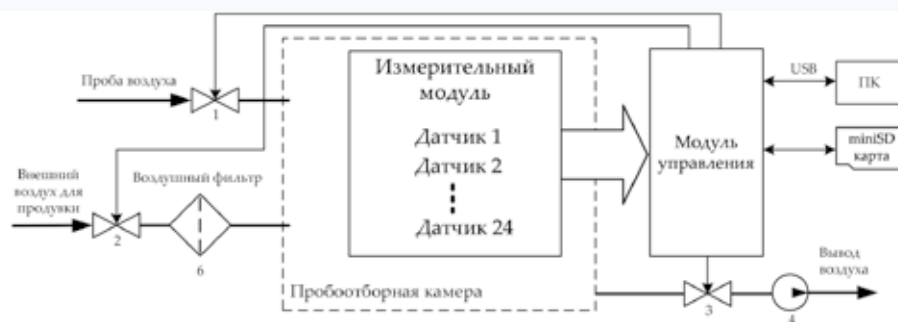 Проба воздуха
1
Внешний
воздух для
продувки
2
Воздушный фильтр
6
Измерительный
модуль
Датчик 1
Датчик 2
Датчик 24
Пробоотборная камера
Модуль
управления
USB
ПК
miniSD
карта
3
Вывод
воздуха
4